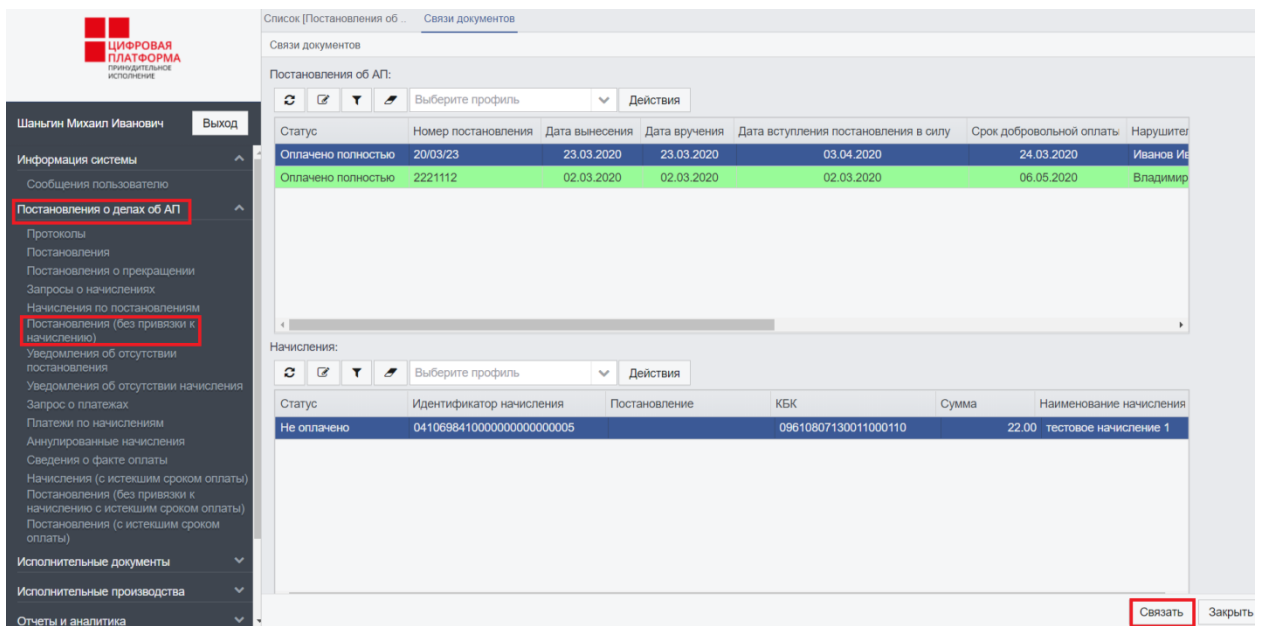 ЦИФРОВАЯ
ПЛАТФОРМА
ПРИНУДИТЕЛЬНОЕ
ИСПОЛНЕНИЕ
Шаньгин Михаил Иванович Выход
Информация системы
Сообщения пользователю
Постановления о делах об АП
Протоколы
Постановления
Постановления о прекращении
Запросы о начислениях
Начисления по постановлениям
Постановления (без привязки к
начислению)
Уведомления об отсутствии
постановления
Уведомления об отсутствии начисления
Запрос о платежах
Платежи по начислениям
Аннулированные начисления
Сведения о факте оплаты
Начисления (с истекшим сроком оплаты)
Постановления (без привязки к
начислению с истекшим сроком оплаты)
Постановления (с истекшим сроком
оплаты)
Исполнительные документы
Исполнительные производства
Отчеты и аналитика
Список [Постановления об .. Связи документов
Связи документов
Постановления об АП:
Выберите профиль Действия
Статус Номер постановления Дата вынесения Дата вручения Дата вступления постановления в силу Срок добровольной оплаты Нарушител
Оплачено полностью 20/03/23 23.03.2020 23.03.2020 03.04.2020 24.03.2020 Иванов Ив
Оплачено полностью 2221112 02.03.2020 02.03.2020 02.03.2020 06.05.2020 Владимир
Начисления:
Выберите профиль Действия
Статус Идентификатор начисления Постановление КБК Сумма Наименование начисления
Не оплачено 0410698410000000000000005 09610807130011000110 22.00 тестовое начисление 1
Связать Закрыть